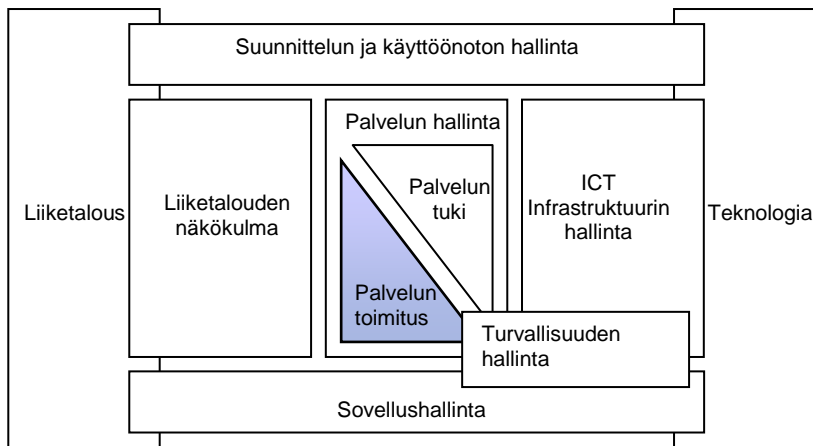 Suunnittelun ja käyttöönoton hallinta
Liiketalous
Liiketalouden
näkökulma
Palvelun hallinta
Palvelun
tuki
Palvelun
toimitus
ICT
Infrastruktuurin
hallinta
Teknologia
Turvallisuuden
hallinta
Sovellushallinta